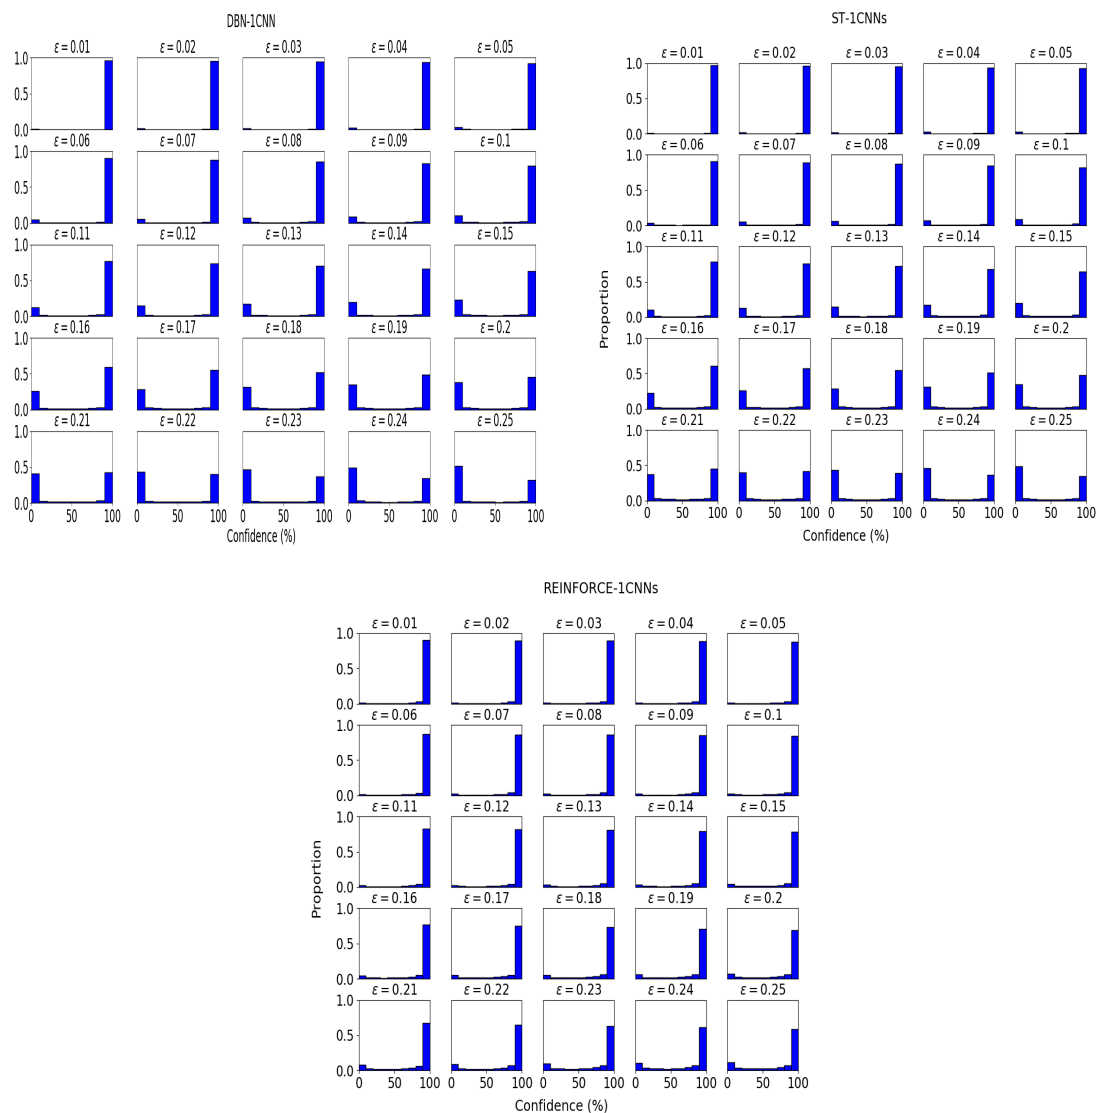 DBN-1CNN
ε = 0.01 ε = 0.02 ε = 0.03 ε = 0.04 ε = 0.05
1.0
0.5
0.0
ε = 0.06 ε = 0.07 ε = 0.08 ε = 0.09 ε = 0.1
1.0
0.5
0.0
ε = 0.11 ε = 0.12 ε = 0.13 ε = 0.14 ε = 0.15
1.0
0.5
0.0
ε = 0.16 ε = 0.17 ε = 0.18 ε = 0.19 ε = 0.2
1.0
0.5
0.0
ε = 0.21 ε = 0.22 ε = 0.23 ε = 0.24 ε = 0.25
1.0
0.5
0.0
0 50 100 0 50 100 0 50 100 0 50 100 0 50 100
Confidence (%)
ST-1CNNs
ε = 0.01 ε = 0.02 ε = 0.03 ε = 0.04 ε = 0.05
1.0
0.5
0.0
ε = 0.06 ε = 0.07 ε = 0.08 ε = 0.09 ε = 0.1
1.0
0.5
0.0
ε = 0.11 ε = 0.12 ε = 0.13 ε = 0.14 ε = 0.15
1.0
0.5
0.0
Proportion
ε = 0.16 ε = 0.17 ε = 0.18 ε = 0.19 ε = 0.2
1.0
0.5
0.0
ε = 0.21 ε = 0.22 ε = 0.23 ε = 0.24 ε = 0.25
1.0
0.5
0.0
0 50 100 0 50 100 0 50 100 0 50 100 0 50 100
Confidence (%)
REINFORCE-1CNNs
ε = 0.01 ε = 0.02 ε = 0.03 ε = 0.04 ε = 0.05
1.0
0.5
0.0
ε = 0.06 ε = 0.07 ε = 0.08 ε = 0.09 ε = 0.1
1.0
0.5
0.0
ε = 0.11 ε = 0.12 ε = 0.13 ε = 0.14 ε = 0.15
1.0
0.5
0.0
Proportion
ε = 0.16 ε = 0.17 ε = 0.18 ε = 0.19 ε = 0.2
1.0
0.5
0.0
ε = 0.21 ε = 0.22 ε = 0.23 ε = 0.24 ε = 0.25
1.0
0.5
0.0
0 50 100 0 50 100 0 50 100 0 50 100 0 50 100
Confidence (%)